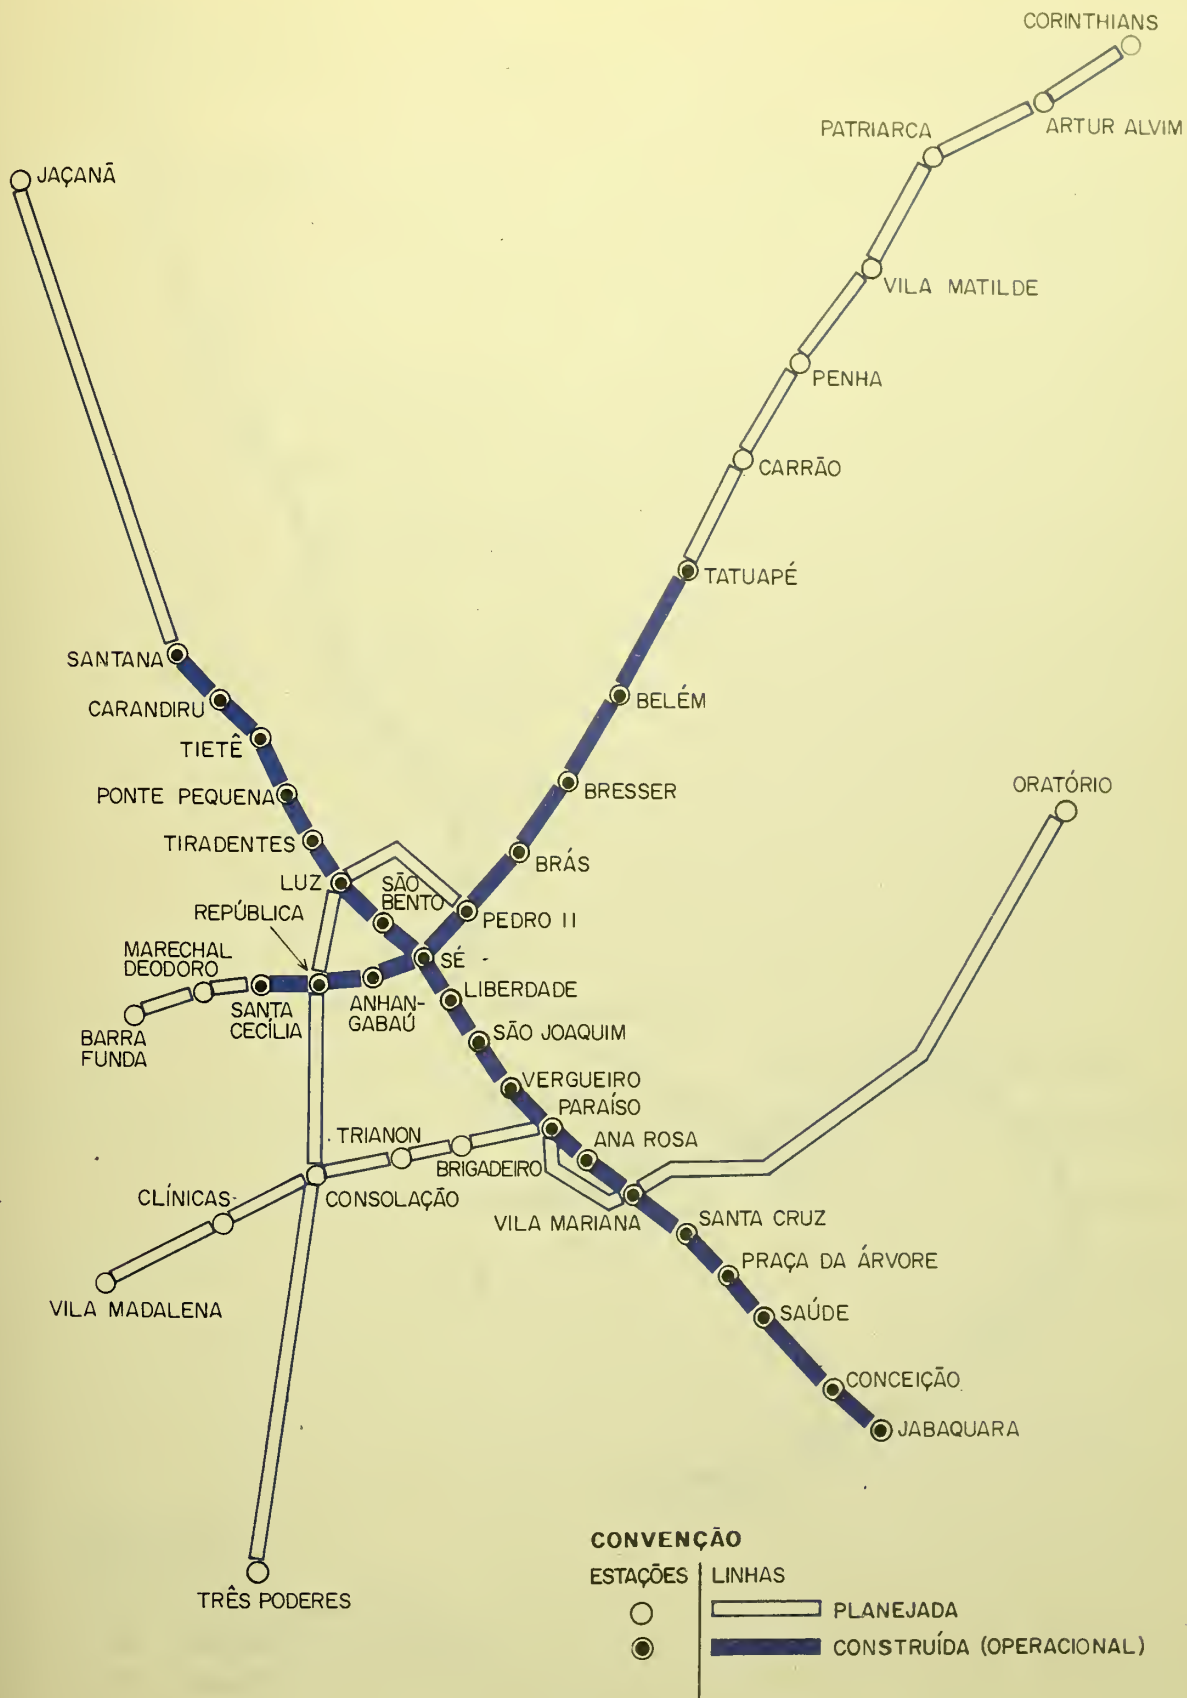 CORINTHIANS
ARTUR ALVIM
PATRIARCA
JAÇANÃ
VILA MATILDE
PENHA
CARRÃO
TATUAPÉ
SANTANA
BELÉM
CARANDIRU
TIETÊ
ORATÓRIO
BRESSER
PONTE PEQUENA
TIRADENTES
BRÁS
LUZ
SÃO
BENTO
REPÚBLICA
PEDRO II
MARECHAL
DEODORO
SÉ
LIBERDADE
SANTA
CECÍLIA
ANHAN-
GABAÚ
BARRA
FUNDA
SÃO JOAQUIM
VERGUEIRO
PARAÍSO
TRIANON
ANA ROSA
BRIGADEIRO
CLÍNICAS
CONSOLAÇÃO
VILA MARIANA
SANTA CRUZ
PRAÇA DA ÁRVORE
VILA MADALENA
SAÚDE
CONCEIÇÃO
JABAQUARA
TRÊS PODERES
CONVENÇÃO
ESTAÇÕES LINHAS
PLANEJADA
CONSTRUÍDA (OPERACIONAL)